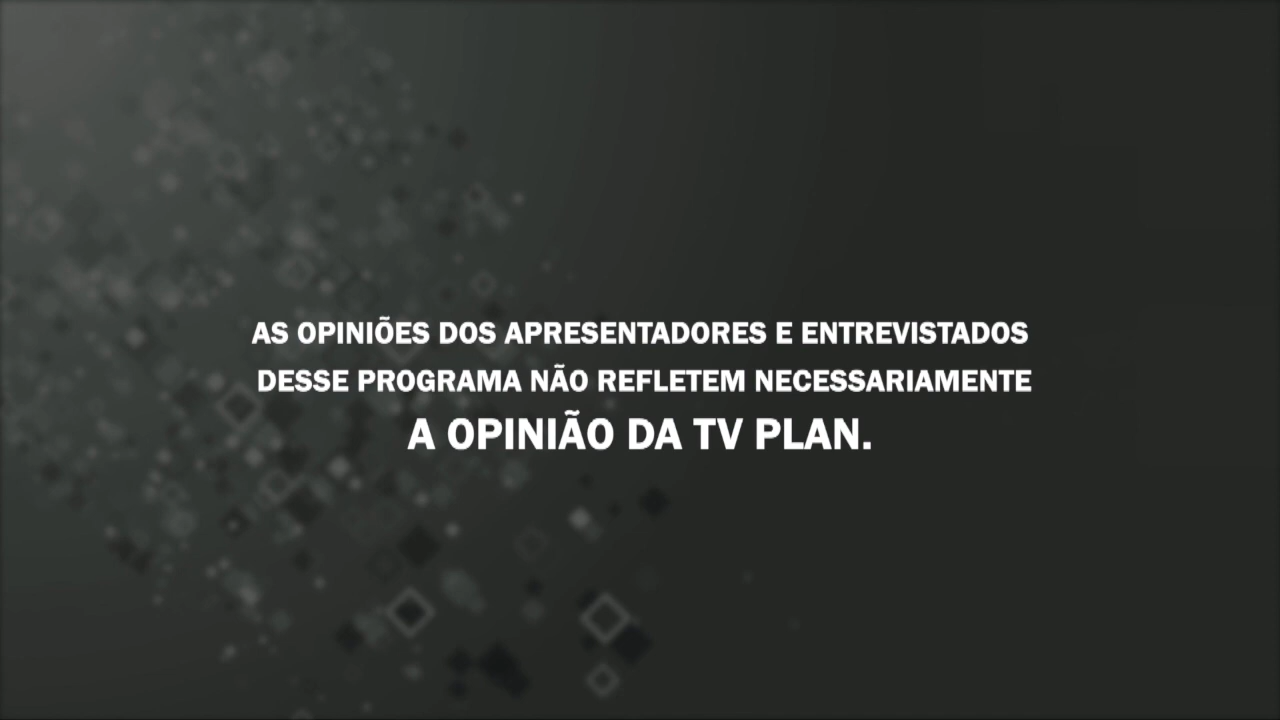 AS OPINIÕES DOS APRESENTADORES E ENTREVISTADOS
DESSE PROGRAMA NÃO REFLETEM NECESSARIAMENTE
A OPINIÃO DA TV PLAN.